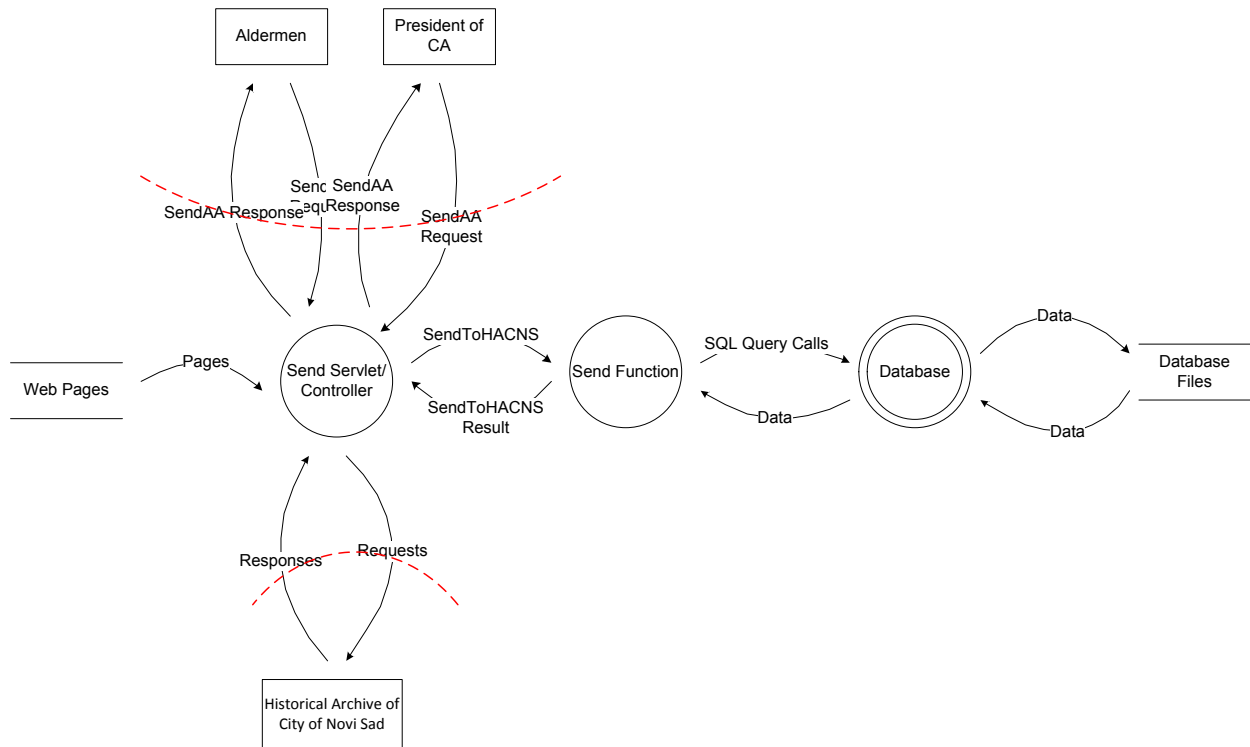 Aldermen
President of
CA
SendAA Response
SendAA
Response
SendAA
Request
Web Pages
Pages
Send Servlet/
Controller
SendToHACNS
SendToHACNS
Result
Send Function
SQL Query Calls
Data
Database
Data
Data
Database
Files
Responses
Requests
Historical Archive of
City of Novi Sad